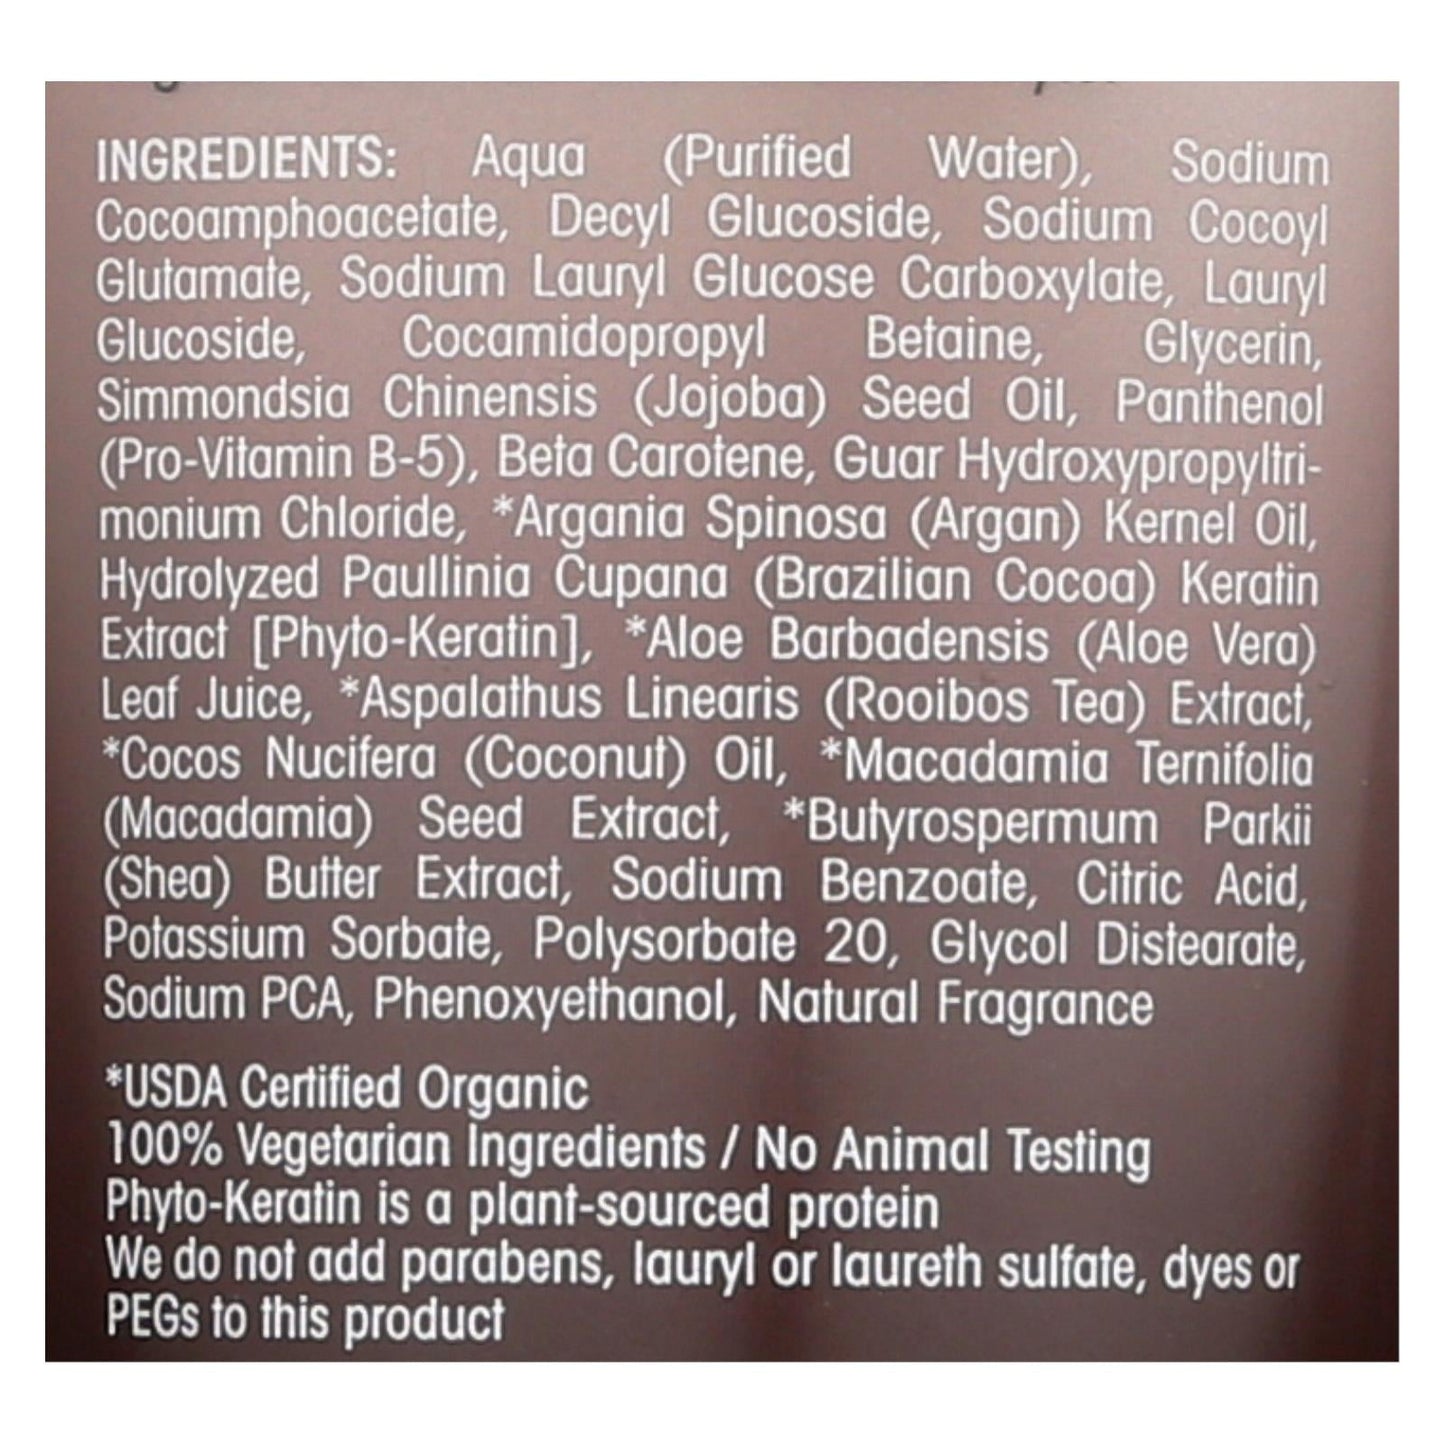 INGREDIENTS: Aqua (Purified Water), Sodium
Cocoamphoacetate, Decyl Glucoside, Sodium Cocoyl
Glutamate, Sodium Lauryl Glucose Carboxylate, Lauryl
Glucoside, Cocamidopropyl Betaine, Glycerin,
Simmondsia Chinensis (Jojoba) Seed Oil, Panthenol
(Pro-Vitamin B-5), Beta Carotene, Guar Hydroxypropyltri-
monium Chloride, *Argania Spinosa (Argan) Kernel Oil,
Hydrolyzed Paullinia Cupana (Brazilian Cocoa) Keratin
Extract [Phyto-Keratin], *Aloe Barbadensis (Aloe Vera)
Leaf Juice, *Aspalathus Linearis (Rooibos Tea) Extract,
*Cocos Nucifera (Coconut) Oil, *Macadamia Ternifolia
(Macadamia) Seed Extract, *Butyrospermum Parkii
(Shea) Butter Extract, Sodium Benzoate, Citric Acid,
Potassium Sorbate, Polysorbate 20, Glycol Distearate,
Sodium PCA, Phenoxyethanol, Natural Fragrance
*USDA Certified Organic
100% Vegetarian Ingredients / No Animal Testing
Phyto-Keratin is a plant-sourced protein
We do not add parabens, lauryl or laureth sulfate, dyes or
PEGs to this product